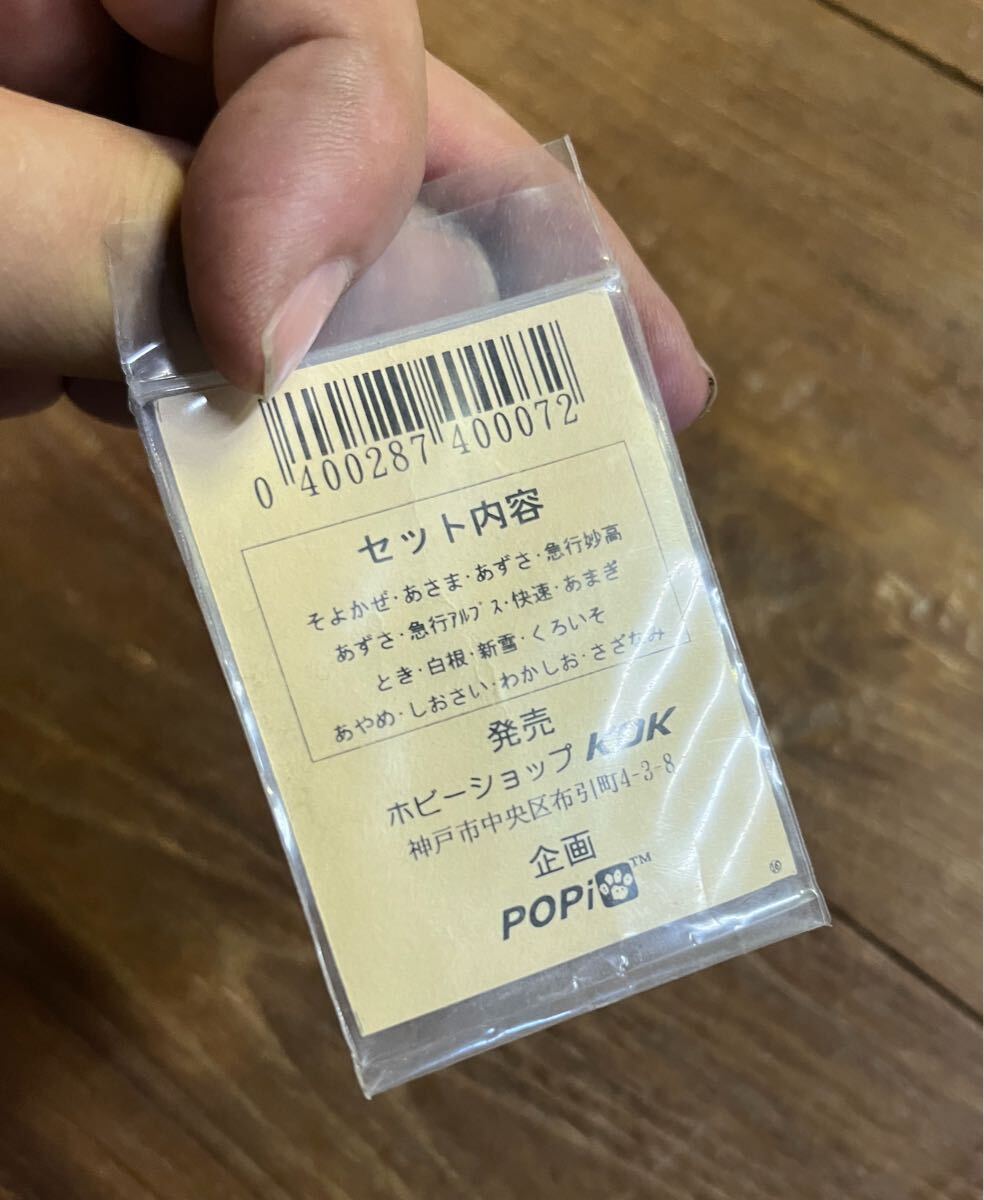 0 400287 400072
セット内容
そよかぜ・あさま・あずさ・急行妙高
あずさ・急行ｱﾙﾌﾟｽ・快速・あまぎ
とき・白根・新雪・くろいそ
あやめ・しおさい・わかしお・さざなみ
発売
ホビーショップ KOK
神戸市中央区布引町4-3-8
企画
POPi™
⑯